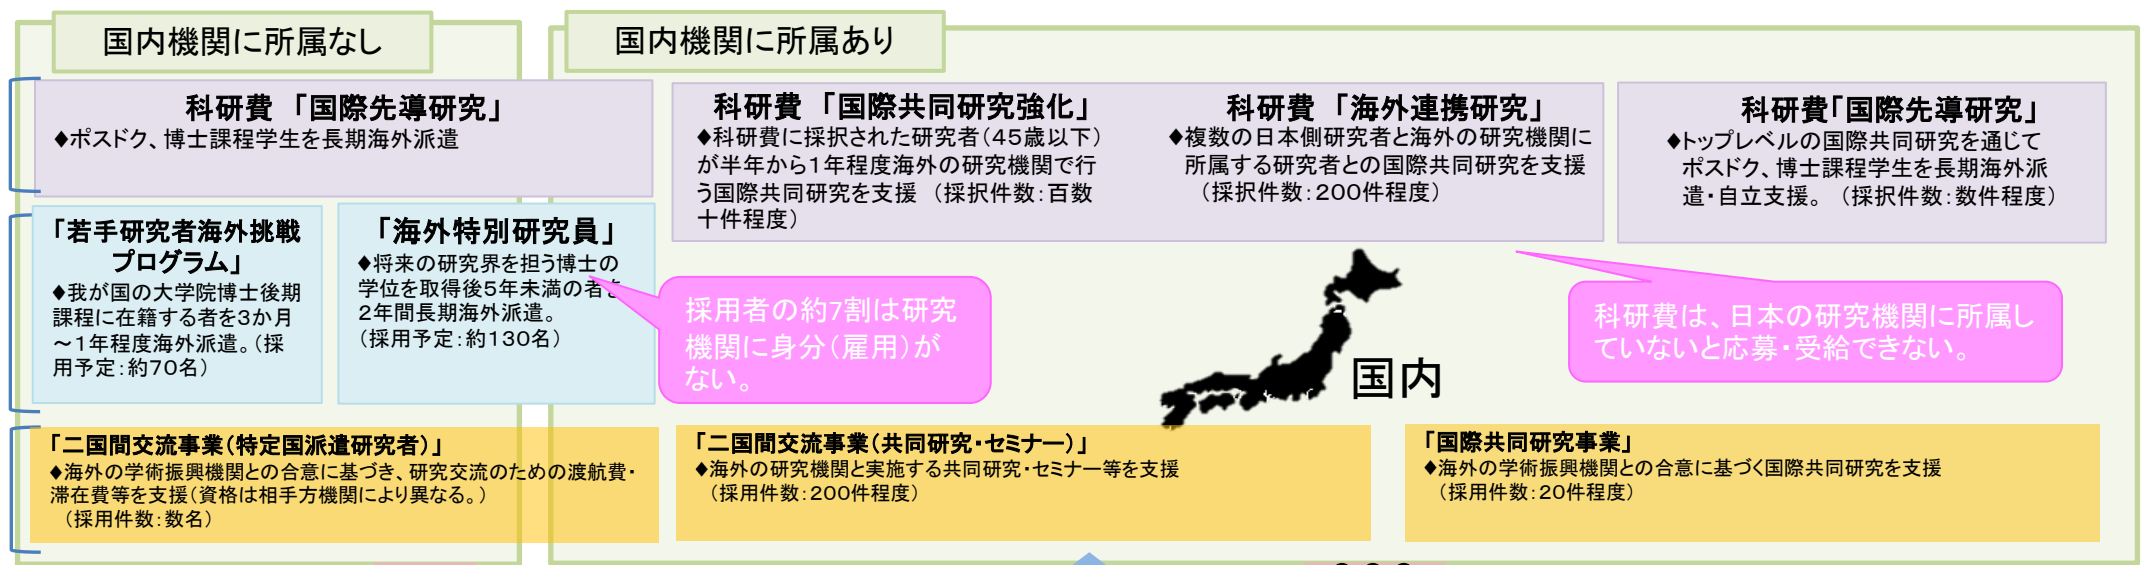 国内機関に所属なし
国内機関に所属あり
科研費 「国際先導研究」
♦ポスドク、博士課程学生を長期海外派遣
科研費 「国際共同研究強化」
♦科研費に採択された研究者（45歳以下）
が半年から1年程度海外の研究機関で行
う国際共同研究を支援 （採択件数：百数
十件程度）
科研費 「海外連携研究」
♦複数の日本側研究者と海外の研究機関に
所属する研究者との国際共同研究を支援
（採択件数：200件程度）
科研費「国際先導研究」
♦トップレベルの国際共同研究を通じて
ポスドク、博士課程学生を長期海外派
遣・自立支援。 （採択件数：数件程度）
「若手研究者海外挑戦
プログラム」
♦我が国の大学院博士後期
課程に在籍する者を3か月
～1年程度海外派遣。（採
用予定：約70名）
「海外特別研究員」
♦将来の研究界を担う博士の
学位を取得後5年未満の者を
2年間長期海外派遣。
（採用予定：約130名）
採用者の約7割は研究
機関に身分（雇用）が
ない。
国内
科研費は、日本の研究機関に所属し
ていないと応募・受給できない。
「二国間交流事業（特定国派遣研究者）」
♦海外の学術振興機関との合意に基づき、研究交流のための渡航費・
滞在費等を支援（資格は相手方機関により異なる。）
（採用件数：数名）
「二国間交流事業（共同研究・セミナー）」
♦海外の研究機関と実施する共同研究・セミナー等を支援
（採用件数：200件程度）
「国際共同研究事業」
♦海外の学術振興機関との合意に基づく国際共同研究を支援
（採用件数：20件程度）